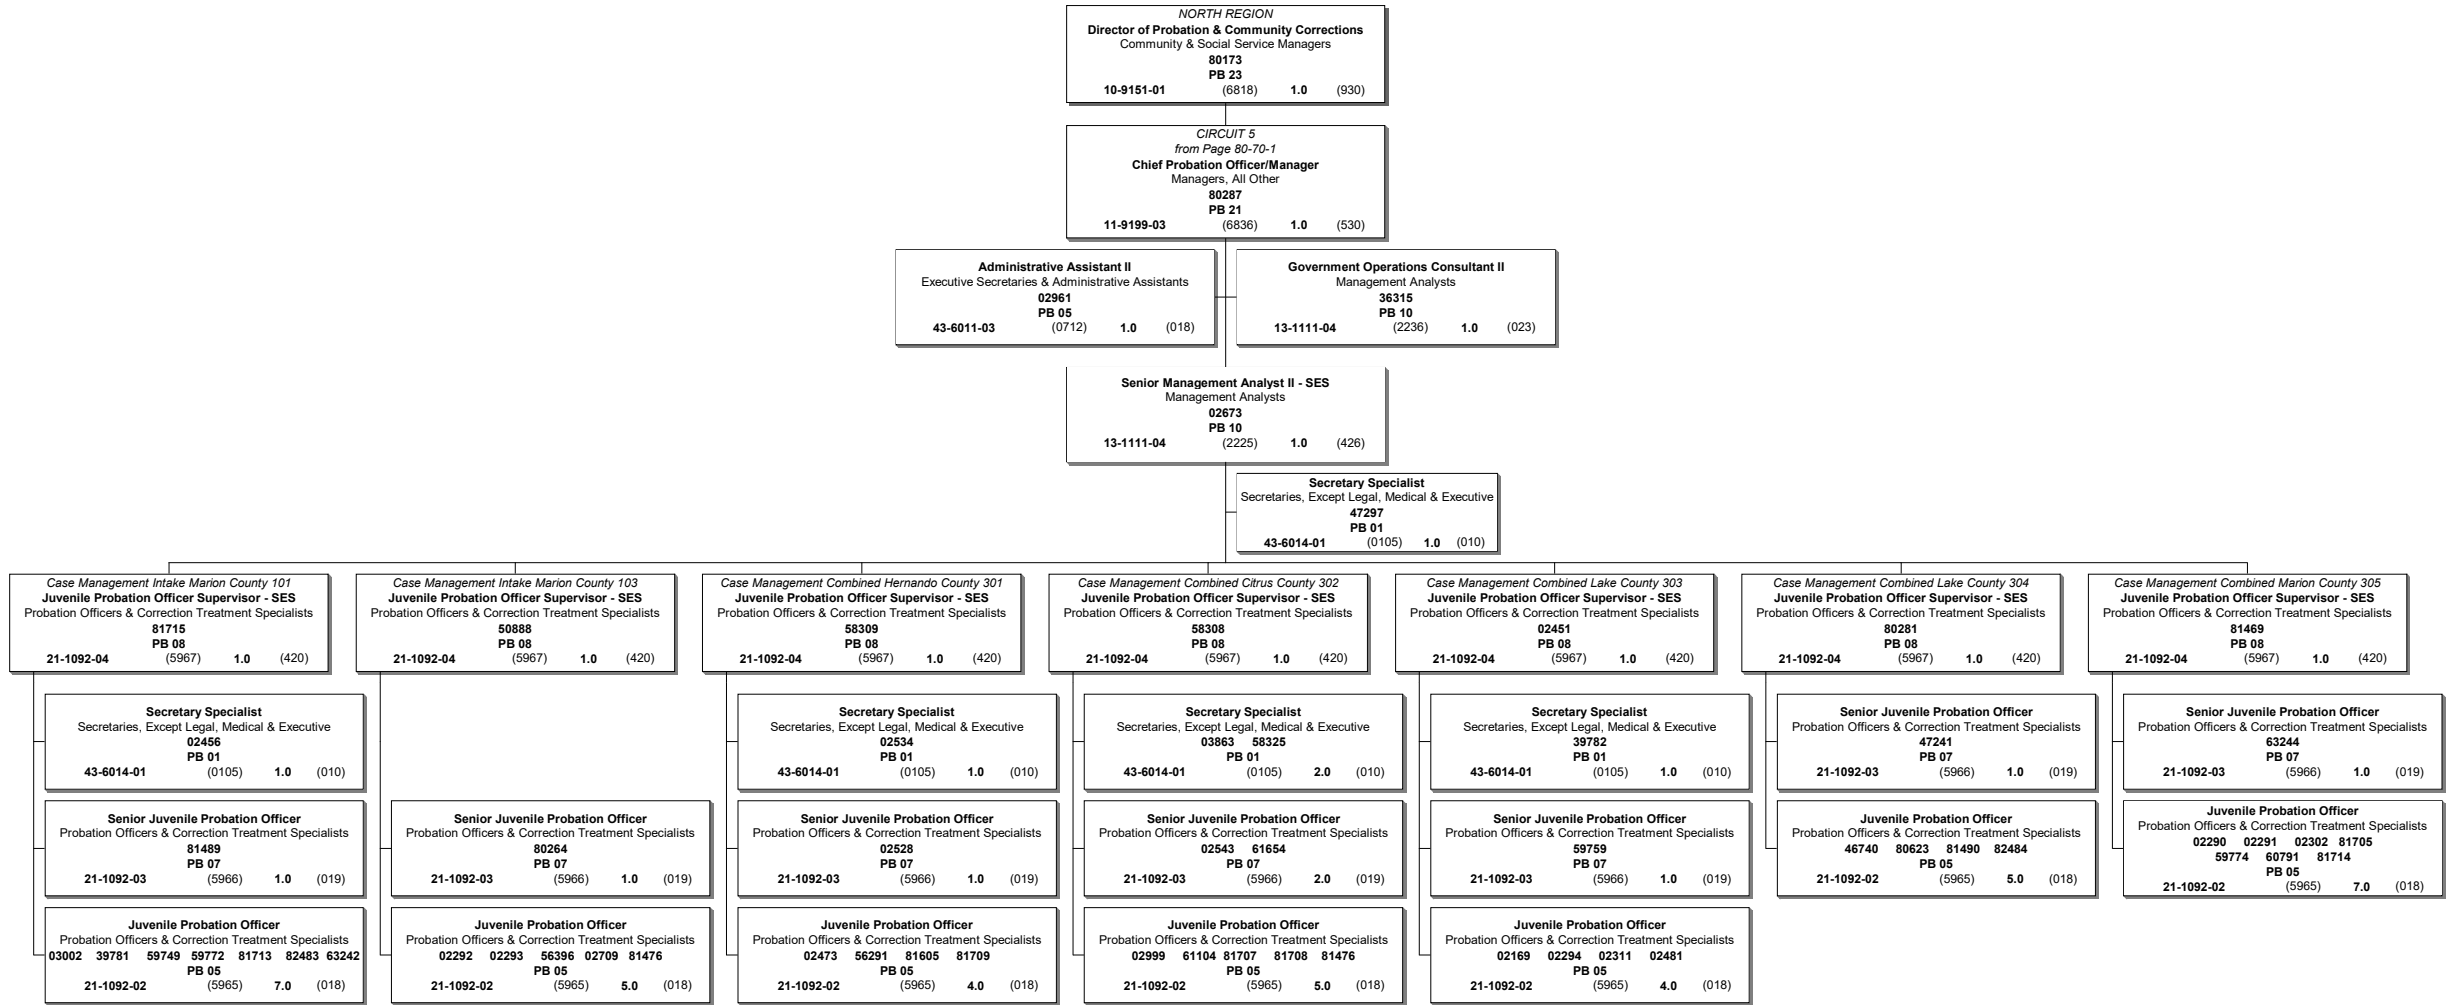 NORTH REGION
Director of Probation & Community Corrections
Community & Social Service Managers
80173
PB 23
10-9151-01 (6818) 1.0 (930)
CIRCUIT 5
from Page 80-70-1
Chief Probation Officer/Manager
Managers, All Other
80287
PB 21
11-9199-03 (6836) 1.0 (530)
Administrative Assistant II
Executive Secretaries & Administrative Assistants
02961
PB 05
43-6011-03 (0712) 1.0 (018)
Government Operations Consultant II
Management Analysts
36315
PB 10
13-1111-04 (2236) 1.0 (023)
Senior Management Analyst II - SES
Management Analysts
02673
PB 10
13-1111-04 (2225) 1.0 (426)
Secretary Specialist
Secretaries, Except Legal, Medical & Executive
47297
PB 01
43-6014-01 (0105) 1.0 (010)
Case Management Intake Marion County 101
Juvenile Probation Officer Supervisor - SES
Probation Officers & Correction Treatment Specialists
81715
PB 08
21-1092-04 (5967) 1.0 (420)
Secretary Specialist
Secretaries, Except Legal, Medical & Executive
02456
PB 01
43-6014-01 (0105) 1.0 (010)
Senior Juvenile Probation Officer
Probation Officers & Correction Treatment Specialists
81489
PB 07
21-1092-03 (5966) 1.0 (019)
Juvenile Probation Officer
Probation Officers & Correction Treatment Specialists
03002 39781 59749 59772 81713 82483 63242
PB 05
21-1092-02 (5965) 7.0 (018)
Case Management Intake Marion County 103
Juvenile Probation Officer Supervisor - SES
Probation Officers & Correction Treatment Specialists
50888
PB 08
21-1092-04 (5967) 1.0 (420)
Senior Juvenile Probation Officer
Probation Officers & Correction Treatment Specialists
80264
PB 07
21-1092-03 (5966) 1.0 (019)
Juvenile Probation Officer
Probation Officers & Correction Treatment Specialists
02292 02293 56396 02709 81476
PB 05
21-1092-02 (5965) 5.0 (018)
Case Management Combined Hernando County 301
Juvenile Probation Officer Supervisor - SES
Probation Officers & Correction Treatment Specialists
58309
PB 08
21-1092-04 (5967) 1.0 (420)
Secretary Specialist
Secretaries, Except Legal, Medical & Executive
02534
PB 01
43-6014-01 (0105) 1.0 (010)
Senior Juvenile Probation Officer
Probation Officers & Correction Treatment Specialists
02528
PB 07
21-1092-03 (5966) 1.0 (019)
Juvenile Probation Officer
Probation Officers & Correction Treatment Specialists
02473 56291 81605 81709
PB 05
21-1092-02 (5965) 4.0 (018)
Case Management Combined Citrus County 302
Juvenile Probation Officer Supervisor - SES
Probation Officers & Correction Treatment Specialists
58308
PB 08
21-1092-04 (5967) 1.0 (420)
Secretary Specialist
Secretaries, Except Legal, Medical & Executive
03863 58325
PB 01
43-6014-01 (0105) 2.0 (010)
Senior Juvenile Probation Officer
Probation Officers & Correction Treatment Specialists
02543 61654
PB 07
21-1092-03 (5966) 2.0 (019)
Juvenile Probation Officer
Probation Officers & Correction Treatment Specialists
02999 61104 81707 81708 81476
PB 05
21-1092-02 (5965) 5.0 (018)
Case Management Combined Lake County 303
Juvenile Probation Officer Supervisor - SES
Probation Officers & Correction Treatment Specialists
02451
PB 08
21-1092-04 (5967) 1.0 (420)
Secretary Specialist
Secretaries, Except Legal, Medical & Executive
39782
PB 01
43-6014-01 (0105) 1.0 (010)
Senior Juvenile Probation Officer
Probation Officers & Correction Treatment Specialists
59759
PB 07
21-1092-03 (5966) 1.0 (019)
Juvenile Probation Officer
Probation Officers & Correction Treatment Specialists
02169 02294 02311 02481
PB 05
21-1092-02 (5965) 4.0 (018)
Case Management Combined Lake County 304
Juvenile Probation Officer Supervisor - SES
Probation Officers & Correction Treatment Specialists
80281
PB 08
21-1092-04 (5967) 1.0 (420)
Senior Juvenile Probation Officer
Probation Officers & Correction Treatment Specialists
47241
PB 07
21-1092-03 (5966) 1.0 (019)
Juvenile Probation Officer
Probation Officers & Correction Treatment Specialists
46740 80623 81490 82484
PB 05
21-1092-02 (5965) 5.0 (018)
Case Management Combined Marion County 305
Juvenile Probation Officer Supervisor - SES
Probation Officers & Correction Treatment Specialists
81469
PB 08
21-1092-04 (5967) 1.0 (420)
Senior Juvenile Probation Officer
Probation Officers & Correction Treatment Specialists
63244
PB 07
21-1092-03 (5966) 1.0 (019)
Juvenile Probation Officer
Probation Officers & Correction Treatment Specialists
02290 02291 02302 81705
59774 60791 81714
PB 05
21-1092-02 (5965) 7.0 (018)